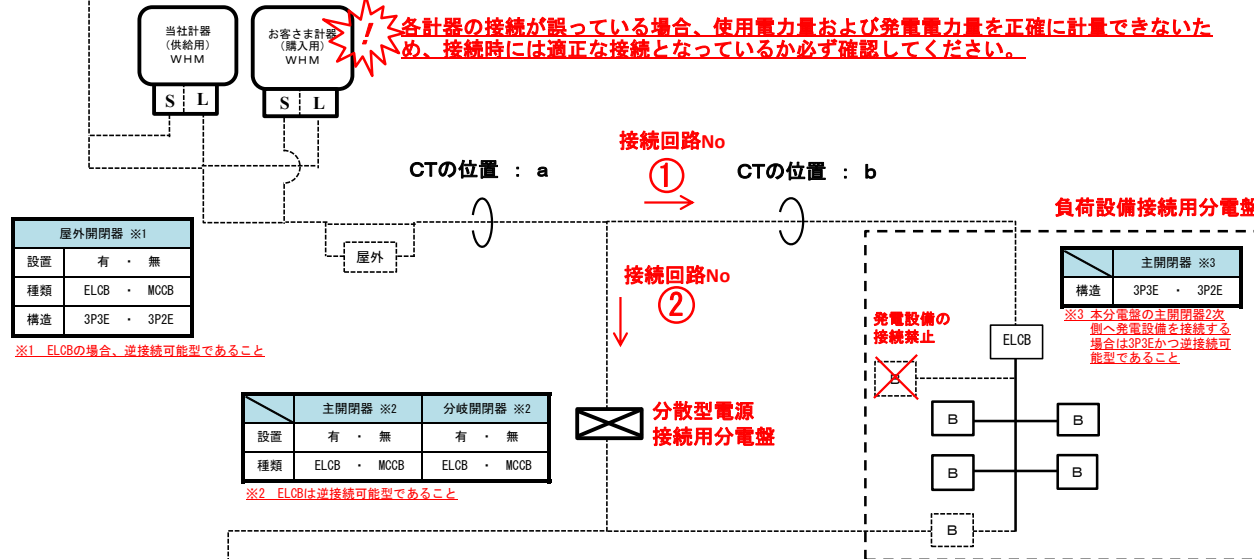 当社計器
(供給用)
WHM
S L
お客さま計器
(購入用)
WHM
S L
!
各計器の接続が誤っている場合、使用電力量および発電電力量を正確に計量できないた
め、接続時には適正な接続となっているか必ず確認してください。
CTの位置 : a
接続回路No
①
CTの位置 : b
屋外
屋外開閉器 ※1
設置 有 ・ 無
種類 ELCB ・ MCCB
構造 3P3E ・ 3P2E
※1 ELCBの場合、逆接続可能型であること
接続回路No
②
負荷設備接続用分電盤
主開閉器 ※3
構造 3P3E ・ 3P2E
※3 本分電盤の主開閉器2次
側へ発電設備を接続する
場合は3P3Eかつ逆接続可
能型であること
発電設備の
接続禁止
ELCB
B
主開閉器 ※2 分岐開閉器 ※2
設置 有 ・ 無 有 ・ 無
種類 ELCB ・ MCCB ELCB ・ MCCB
※2 ELCBは逆接続可能型であること
分散型電源
接続用分電盤
B B
B B
B